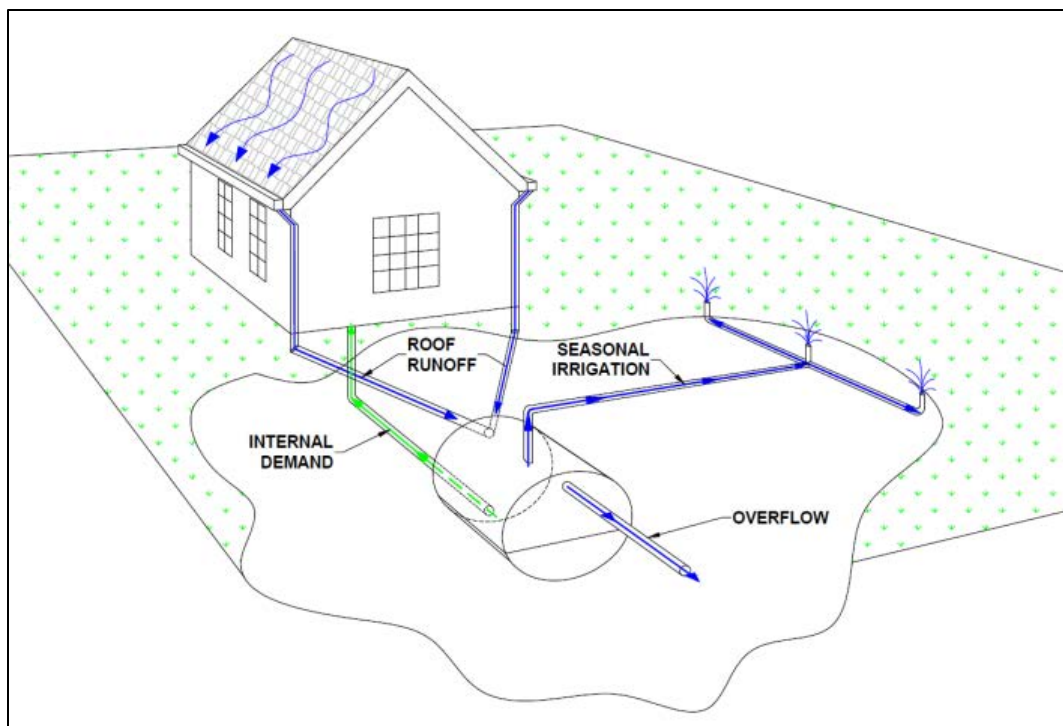 ROOF
RUNOFF
SEASONAL
IRRIGATION
INTERNAL
DEMAND
OVERFLOW